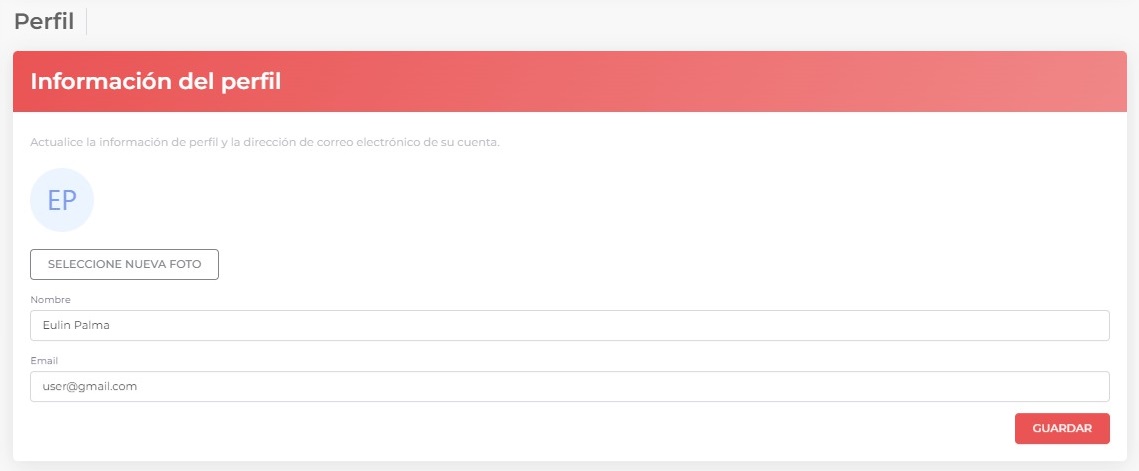 Perfil
Información del perfil
Actualice la información de perfil y la dirección de correo electrónico de su cuenta.
EP
SELECCIONE NUEVA FOTO
Nombre
Eulin Palma
Email
user@gmail.com
GUARDAR